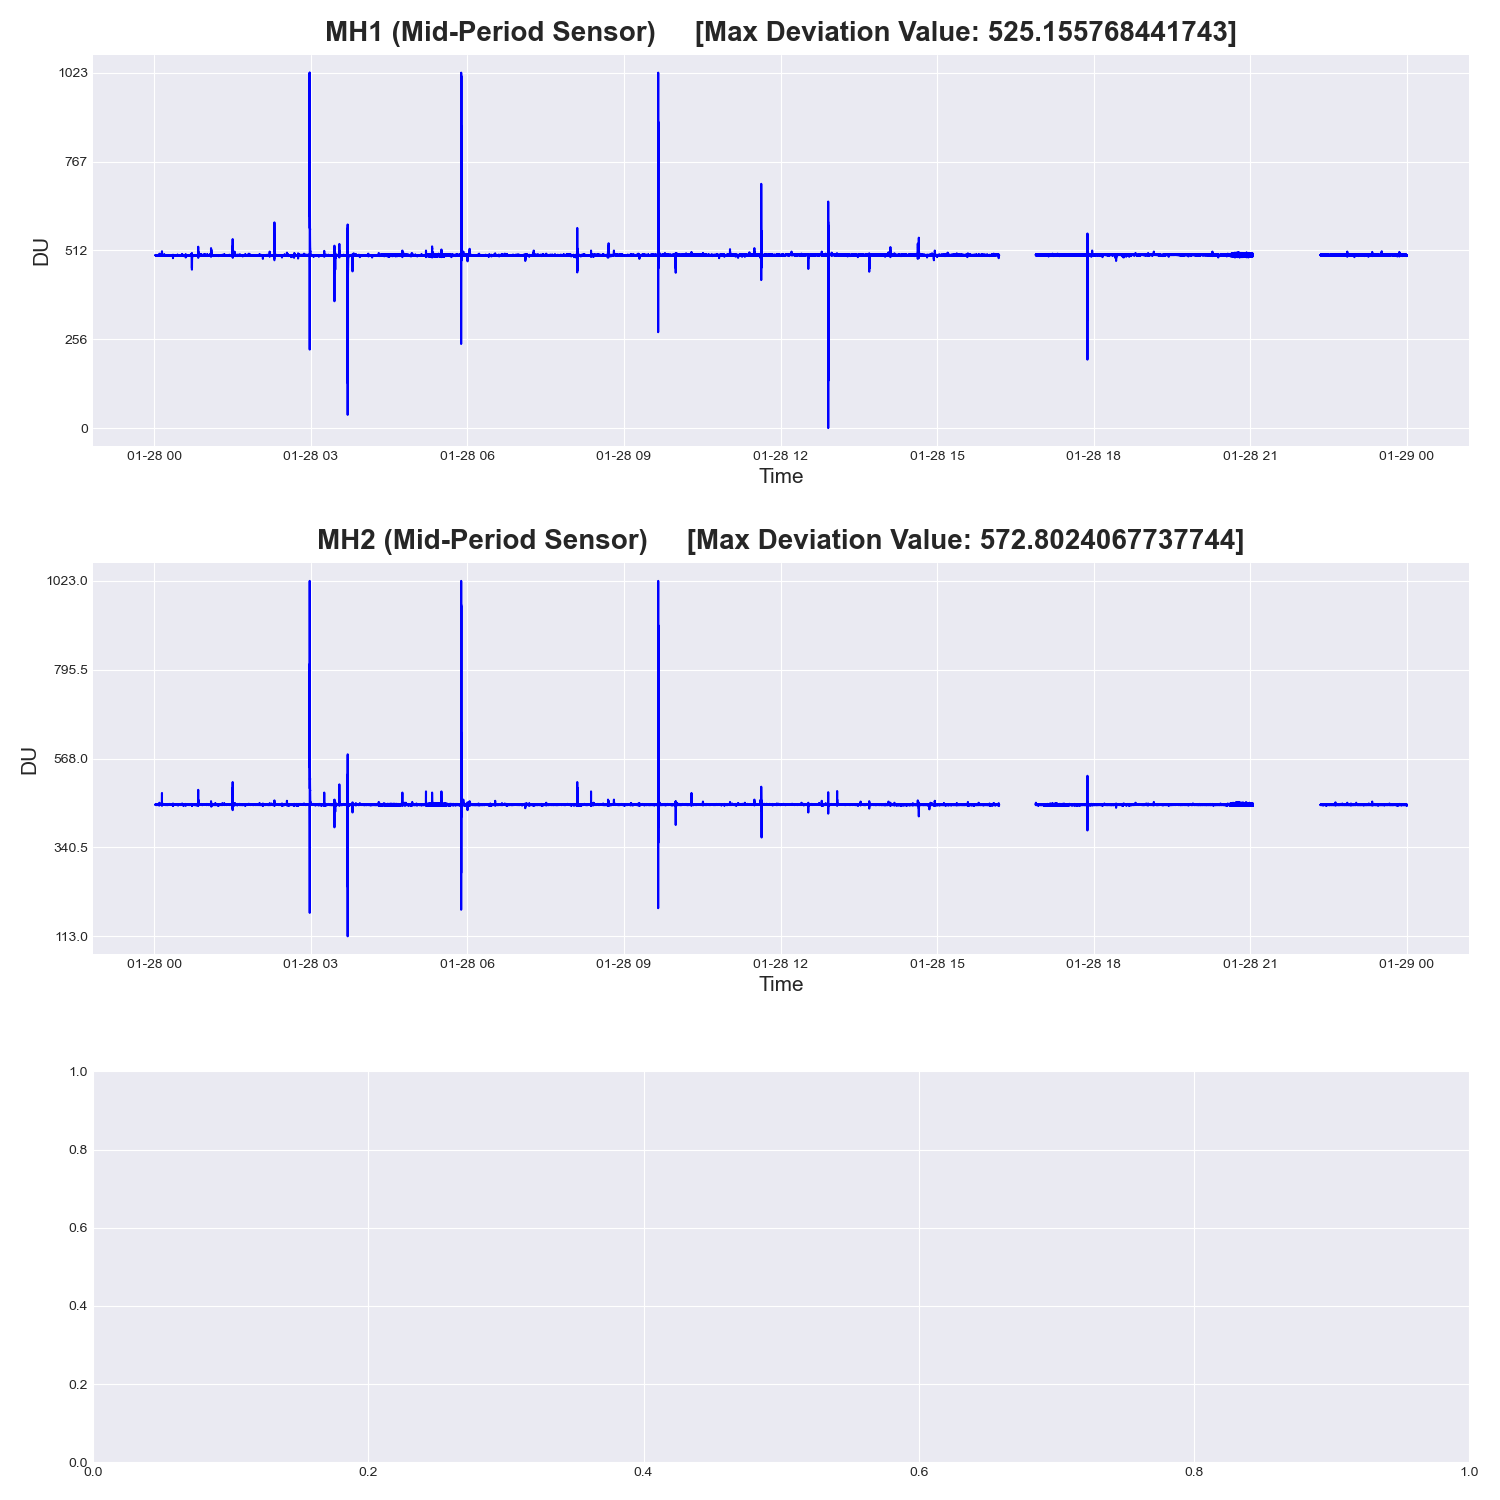 MH1 (Mid-Period Sensor) [Max Deviation Value: 525.155768441743]
1023
767
512
256
0
DU
01-28 00 01-28 03 01-28 06 01-28 09 01-28 12 01-28 15 01-28 18 01-28 21 01-29 00
Time
MH2 (Mid-Period Sensor) [Max Deviation Value: 572.8024067737744]
1023.0
795.5
568.0
340.5
113.0
DU
01-28 00 01-28 03 01-28 06 01-28 09 01-28 12 01-28 15 01-28 18 01-28 21 01-29 00
Time
1.0
0.8
0.6
0.4
0.2
0.0
0.0 0.2 0.4 0.6 0.8 1.0